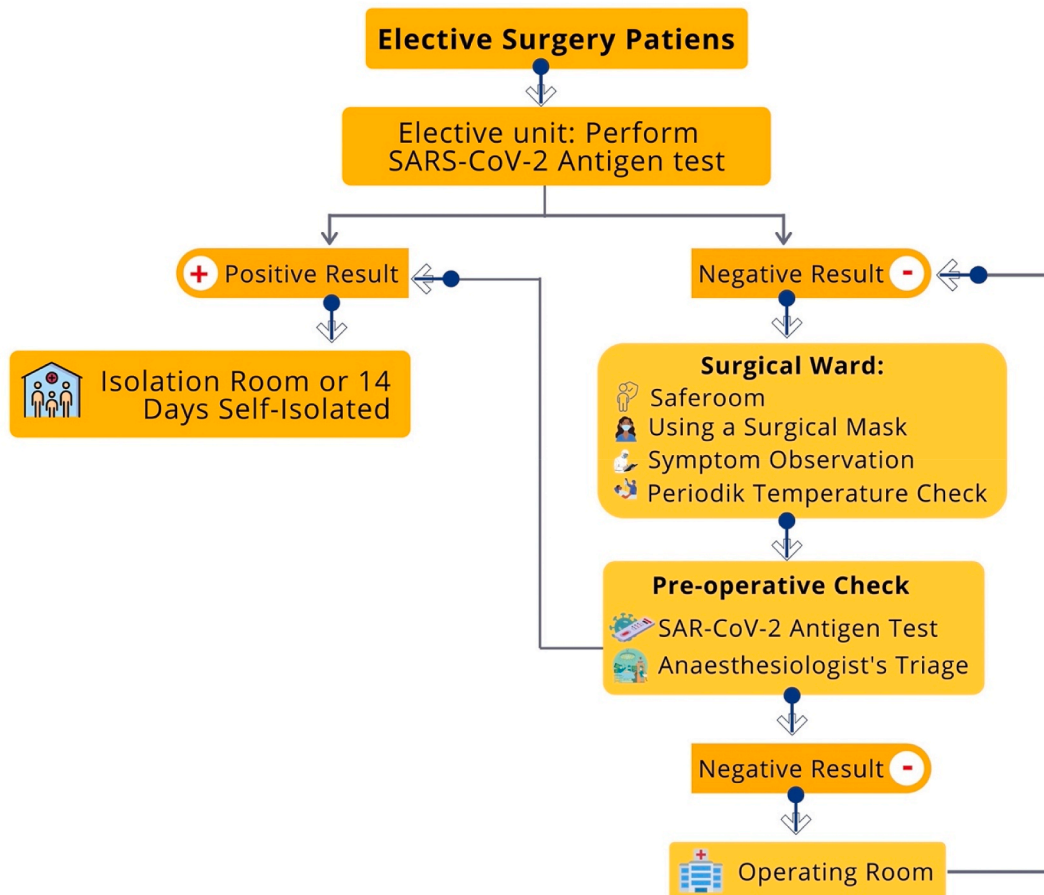 Elective Surgery Patiens
Elective unit: Perform
SARS-CoV-2 Antigen test
+ Positive Result
Negative Result -
Isolation Room or 14
Days Self-Isolated
Surgical Ward:
Saferoom
Using a Surgical Mask
Symptom Observation
Periodik Temperature Check
Pre-operative Check
SAR-CoV-2 Antigen Test
Anaesthesiologist's Triage
Negative Result -
Operating Room